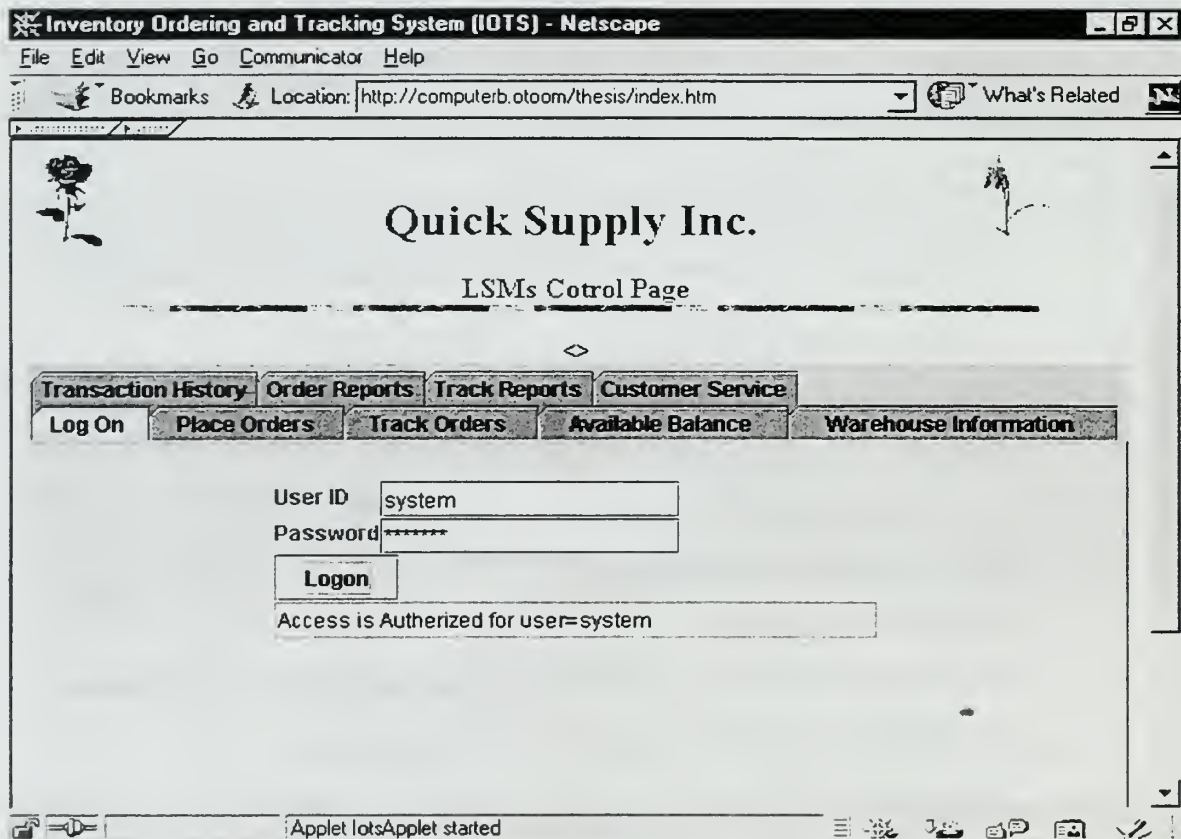 Inventory Ordering and Tracking System (IOTS) - Netscape
File Edit View Go Communicator Help
Bookmarks Location: http://computerb.otoom/thesis/index.htm What's Related
Quick Supply Inc.
LSMs Cotrol Page
<>
Transaction History Order Reports Track Reports Customer Service
Log On Place Orders Track Orders Available Balance Warehouse Information
User ID system
Password *******
Logon
Access is Autherized for user=system
Applet IotsApplet started